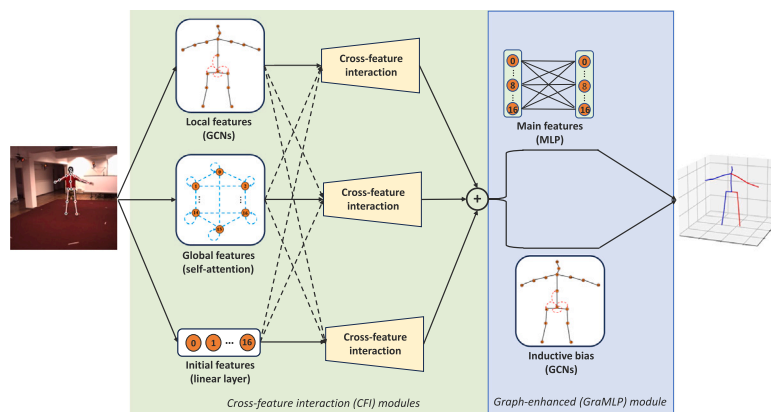 Local features
(GCNs)
Cross-feature
interaction
Global features
(self-attention)
Cross-feature
interaction
0 1 ··· 16
Initial features
(linear layer)
Cross-feature
interaction
Cross-feature interaction (CFI) modules
+
0 0
8 8
16 16
Main features
(MLP)
Inductive bias
(GCNs)
Graph-enhanced (GraMLP) module